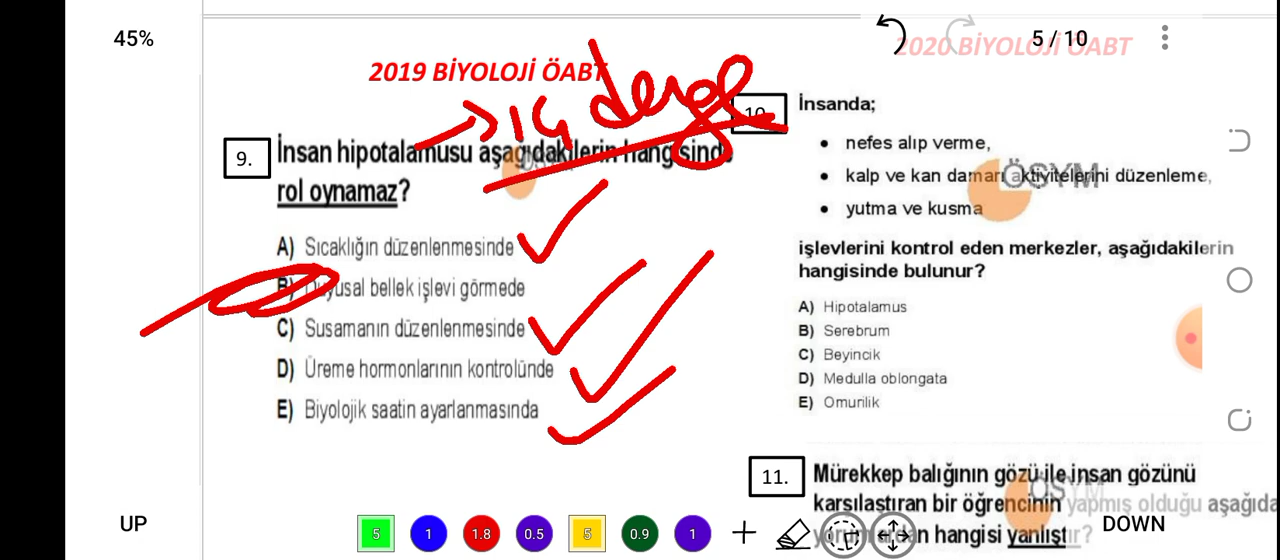 45%
5 / 10
2020 BİYOLOJİ ÖABT
2019 BİYOLOJİ ÖABT
→ iç denge
9. İnsan hipotalamusu aşağıdakilerin hangisinde
rol oynamaz?
A) Sıcaklığın düzenlenmesinde
B) Duyusal bellek işlevi görmede
C) Susamanın düzenlenmesinde
D) Üreme hormonlarının kontrolünde
E) Biyolojik saatin ayarlanmasında
10. İnsanda;
• nefes alıp verme,
• kalp ve kan damarı aktivitelerini düzenleme,
• yutma ve kusma
ÖSYM
işlevlerini kontrol eden merkezler, aşağıdakilerin
hangisinde bulunur?
A) Hipotalamus
B) Serebrum
C) Beyincik
D) Medulla oblongata
E) Omurilik
11. Mürekkep balığının gözü ile insan gözünü
karşılaştıran bir öğrencinin yapmış olduğu aşağıda
yorumlardan hangisi yanlıştır?
UP
5 1 1.8 0.5 5 0.9 1
DOWN